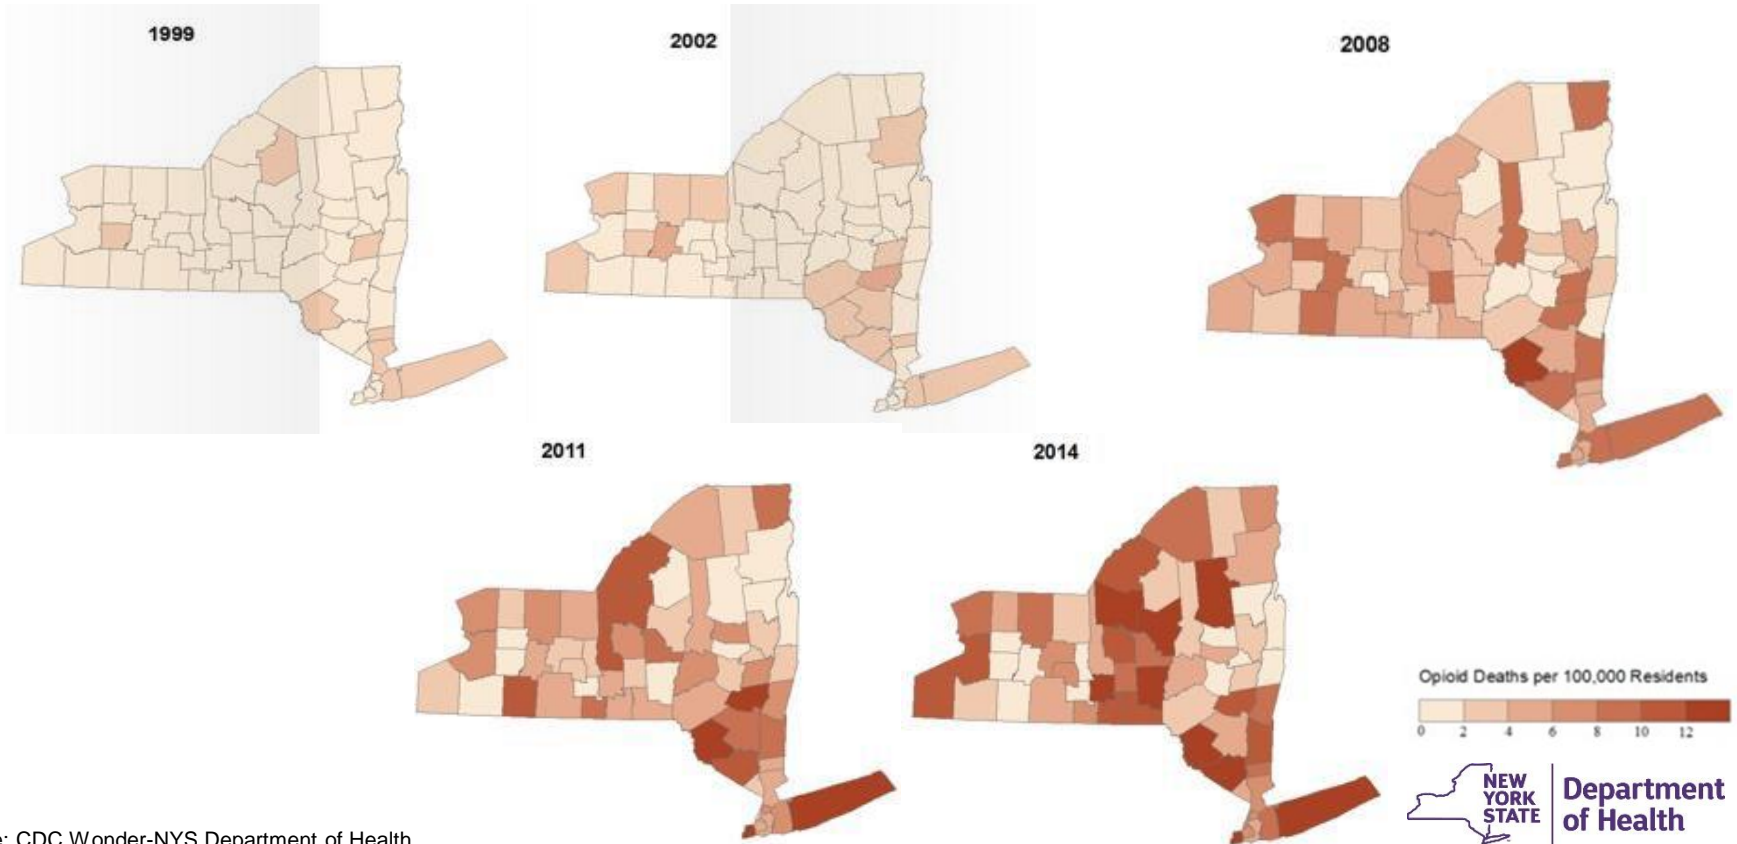 1999
2002
2008
2011
2014
Opioid Deaths per 100,000 Residents
0 2 4 6 8 10 12
NEW
YORK
STATE
Department
of Health
: CDC Wonder-NYS Department of Health